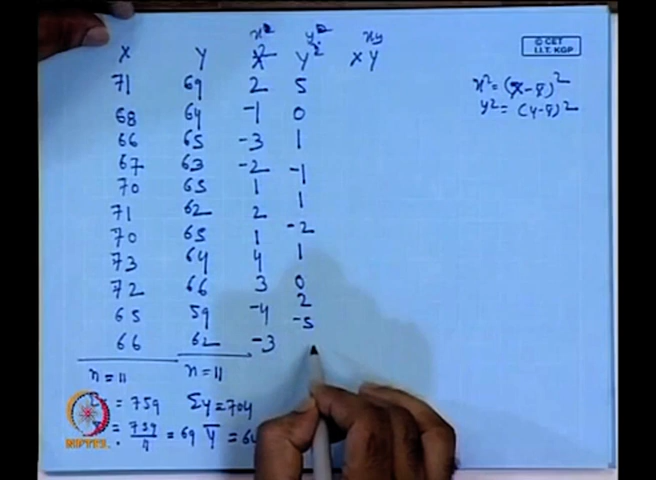 x² y² xy
X Y X² Y² XY
© CET
I.I.T. KGP
71 69 2 5
x² = (X-x̄)²
68 64 -1 0
y² = (Y-ȳ)²
66 65 -3 1
67 63 -2 -1
70 65 1 1
71 62 2 -2
70 65 1 1
73 64 4 0
72 66 3 2
65 59 -4 -5
66 62 -3
n = 11 n = 11
= 759 ΣY = 704
= 759/11 = 69 Ȳ = 64
NPTEL